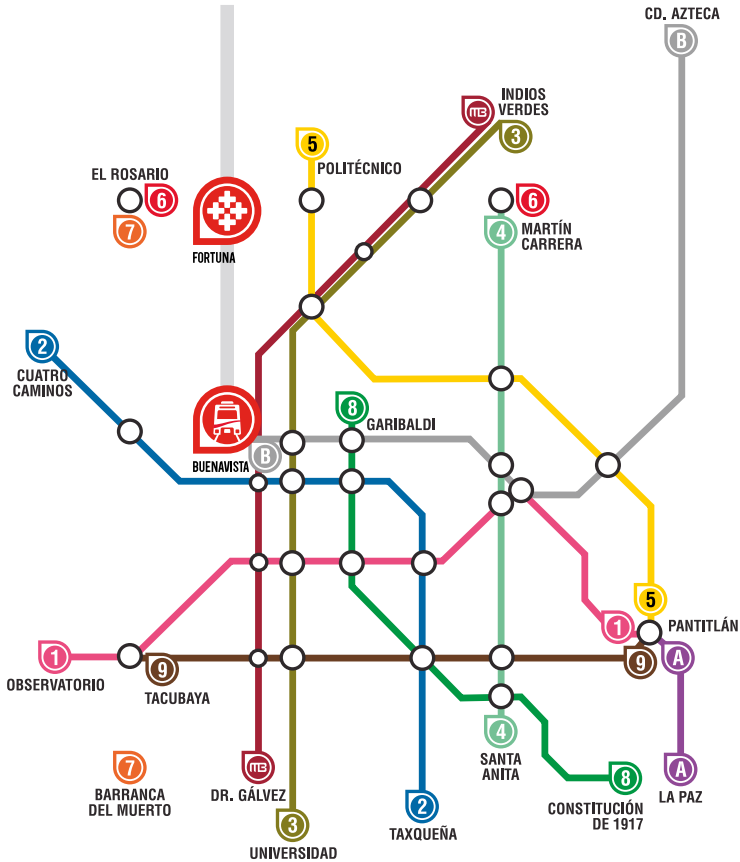 CD. AZTECA
B
INDIOS
VERDES
MB
3
5
POLITÉCNICO
EL ROSARIO
6
7
FORTUNA
6
4
MARTÍN
CARRERA
2
CUATRO
CAMINOS
8
GARIBALDI
B
BUENAVISTA
5
1
PANTITLÁN
1
OBSERVATORIO
9
TACUBAYA
9
A
7
BARRANCA
DEL MUERTO
MB
DR. GÁLVEZ
3
UNIVERSIDAD
2
TAXQUEÑA
4
SANTA
ANITA
8
CONSTITUCIÓN
DE 1917
A
LA PAZ